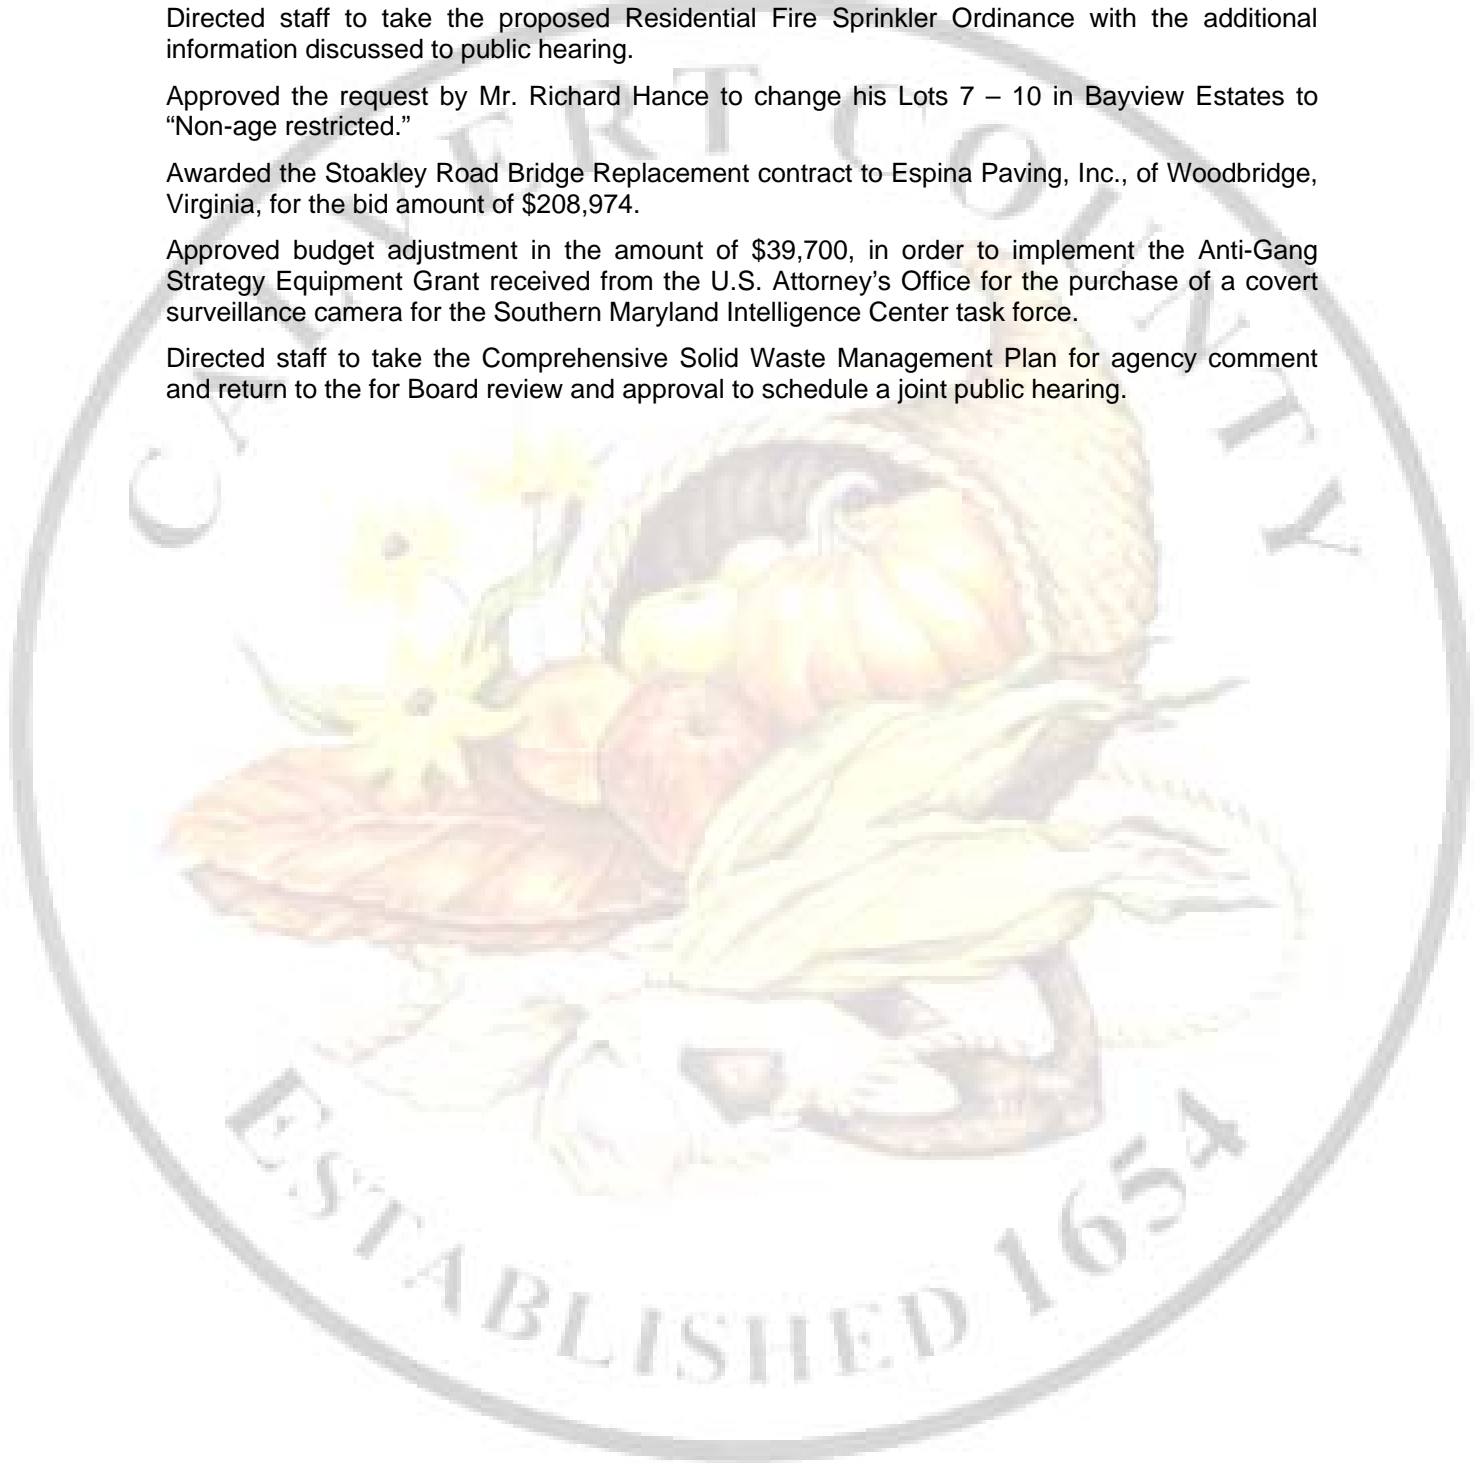 Directed staff to take the proposed Residential Fire Sprinkler Ordinance with the additional
information discussed to public hearing.
Approved the request by Mr. Richard Hance to change his Lots 7 – 10 in Bayview Estates to
“Non-age restricted.”
Awarded the Stoakley Road Bridge Replacement contract to Espina Paving, Inc., of Woodbridge,
Virginia, for the bid amount of $208,974.
Approved budget adjustment in the amount of $39,700, in order to implement the Anti-Gang
Strategy Equipment Grant received from the U.S. Attorney’s Office for the purchase of a covert
surveillance camera for the Southern Maryland Intelligence Center task force.
Directed staff to take the Comprehensive Solid Waste Management Plan for agency comment
and return to the for Board review and approval to schedule a joint public hearing.
CALVERT COUNTY
ESTABLISHED 1654